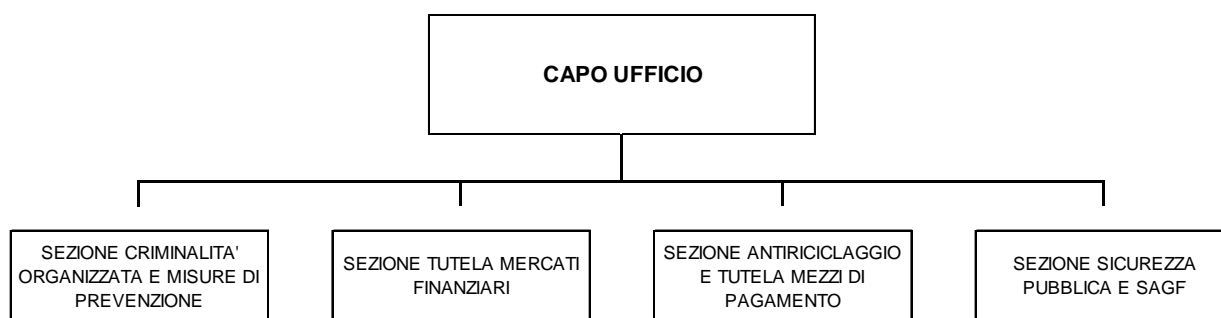 CAPO UFFICIO
SEZIONE CRIMINALITA'
ORGANIZZATA E MISURE DI
PREVENZIONE
SEZIONE TUTELA MERCATI
FINANZIARI
SEZIONE ANTIRICICLAGGIO
E TUTELA MEZZI DI
PAGAMENTO
SEZIONE SICUREZZA
PUBBLICA E SAGF